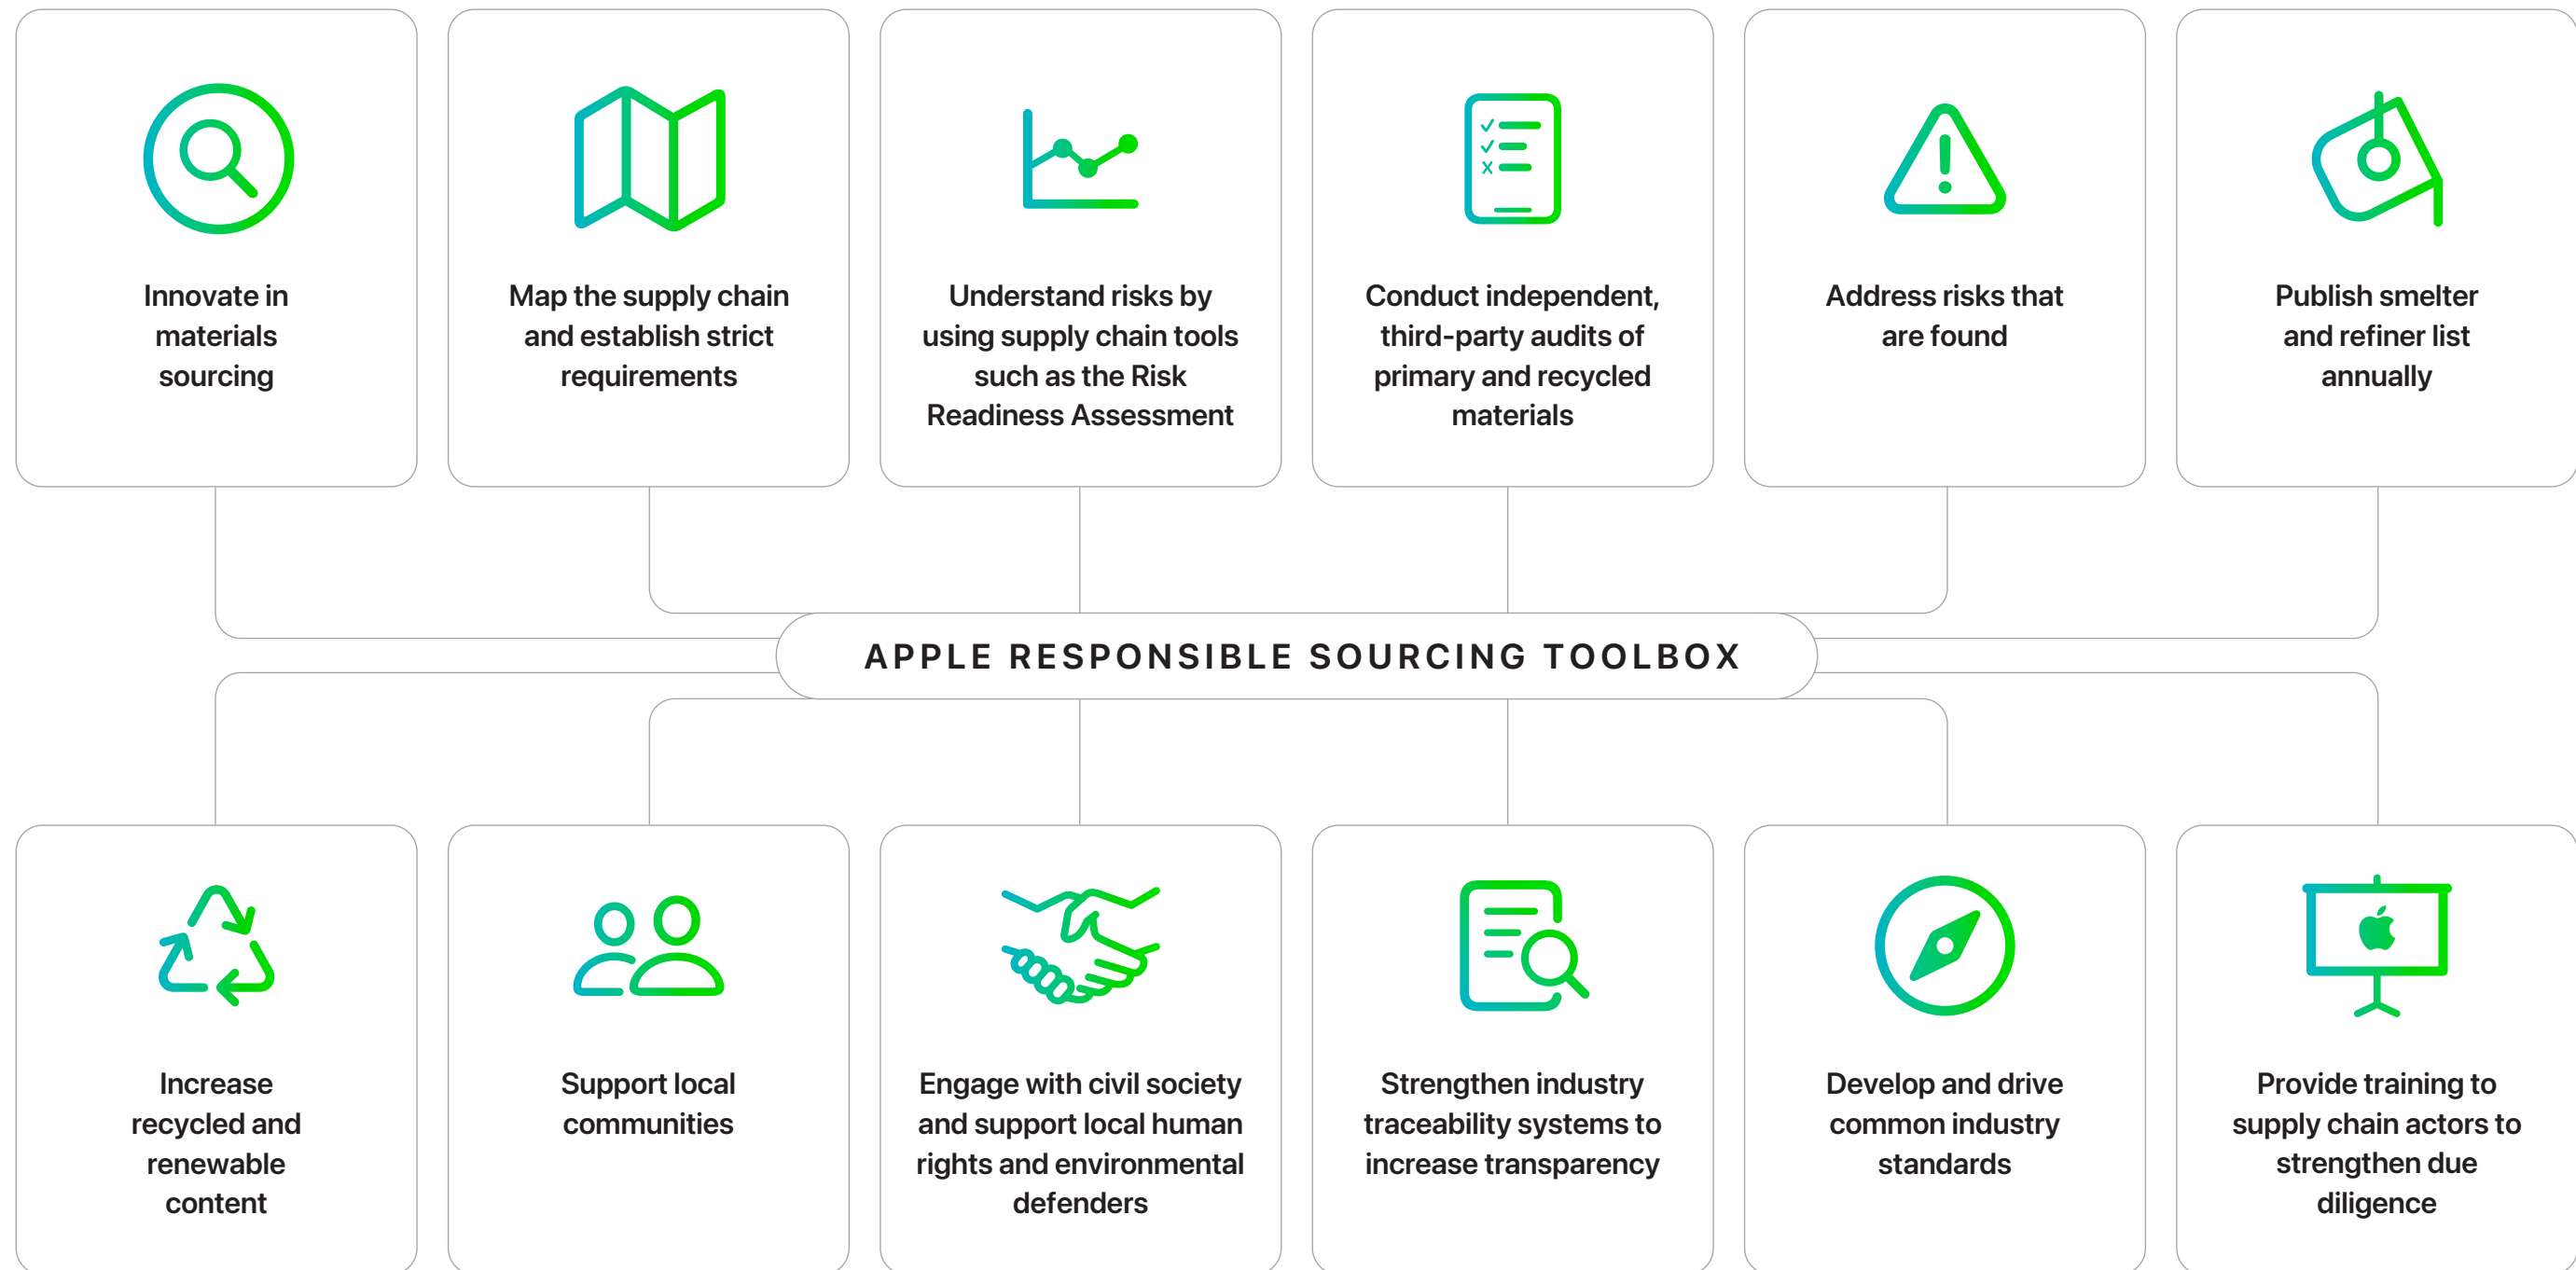 Innovate in
materials
sourcing
Map the supply chain
and establish strict
requirements
Understand risks by
using supply chain tools
such as the Risk
Readiness Assessment
Conduct independent,
third-party audits of
primary and recycled
materials
Address risks that
are found
Publish smelter
and refiner list
annually
APPLE RESPONSIBLE SOURCING TOOLBOX
Increase
recycled and
renewable
content
Support local
communities
Engage with civil society
and support local human
rights and environmental
defenders
Strengthen industry
traceability systems to
increase transparency
Develop and drive
common industry
standards
Provide training to
supply chain actors to
strengthen due
diligence